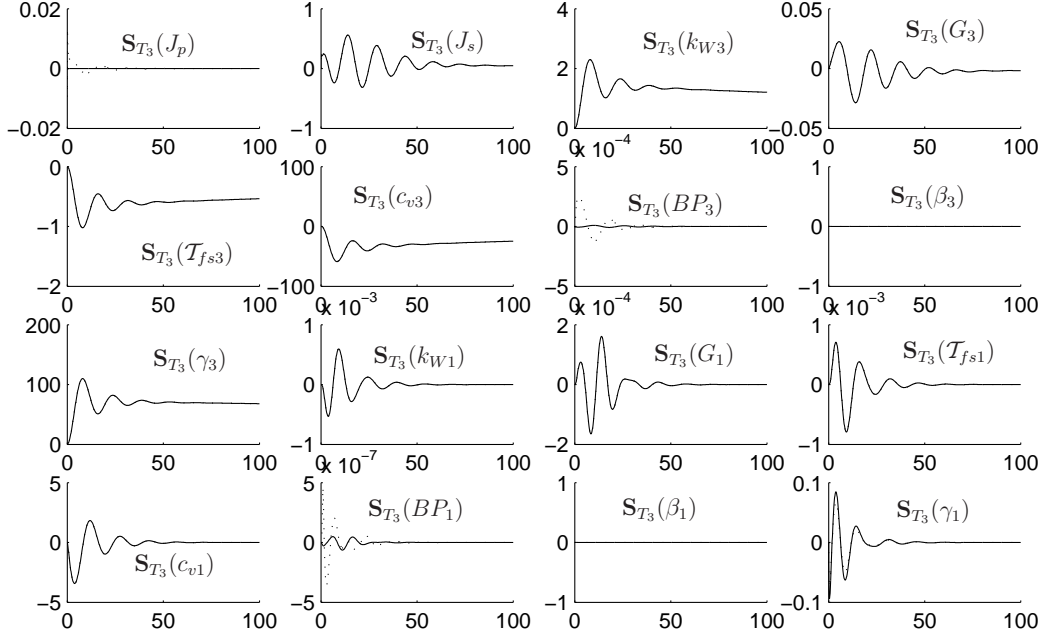 0.02 1 4 0.05
S_{T_3}(J_p) S_{T_3}(J_s) S_{T_3}(k_{W3}) S_{T_3}(G_3)
0 0 2 0
−0.02 −1 0 −0.05
0 50 100 0 50 100 0 50 100 0 50 100
x 10^{−4}
0 100 5 1
S_{T_3}(c_{v3}) S_{T_3}(BP_3) S_{T_3}(β_3)
−1 0 0 0
S_{T_3}(𝒯_{fs3})
−2 −100 −5 −1
0 50 100 0 50 100 0 50 100 0 50 100
x 10^{−3} x 10^{−4} x 10^{−3}
200 1 2 1
S_{T_3}(γ_3) S_{T_3}(k_{W1}) S_{T_3}(G_1) S_{T_3}(𝒯_{fs1})
100 0 0 0
0 −1 −2 −1
0 50 100 0 50 100 0 50 100 0 50 100
x 10^{−7}
5 5 1 0.1
S_{T_3}(BP_1) S_{T_3}(β_1) S_{T_3}(γ_1)
0 0 0 0
S_{T_3}(c_{v1})
−5 −5 −1 −0.1
0 50 100 0 50 100 0 50 100 0 50 100